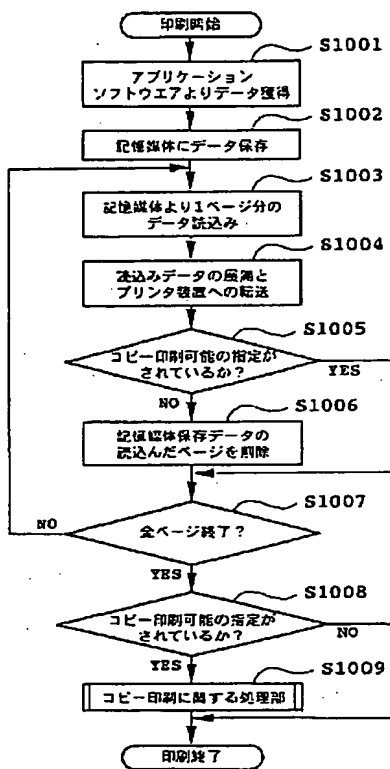 印刷開始
S1001
アプリケーション
ソフトウエアよりデータ獲得
S1002
記憶媒体にデータ保存
S1003
記憶媒体より1ページ分の
データ読込み
S1004
読込みデータの展開と
プリンタ装置への転送
S1005
コピー印刷可能の指定が
されているか?
YES
NO
S1006
記憶媒体保存データの
読込んだページを削除
S1007
NO
全ページ終了?
YES
S1008
コピー印刷可能の指定が
されているか?
NO
YES
S1009
コピー印刷に関する処理部
印刷終了